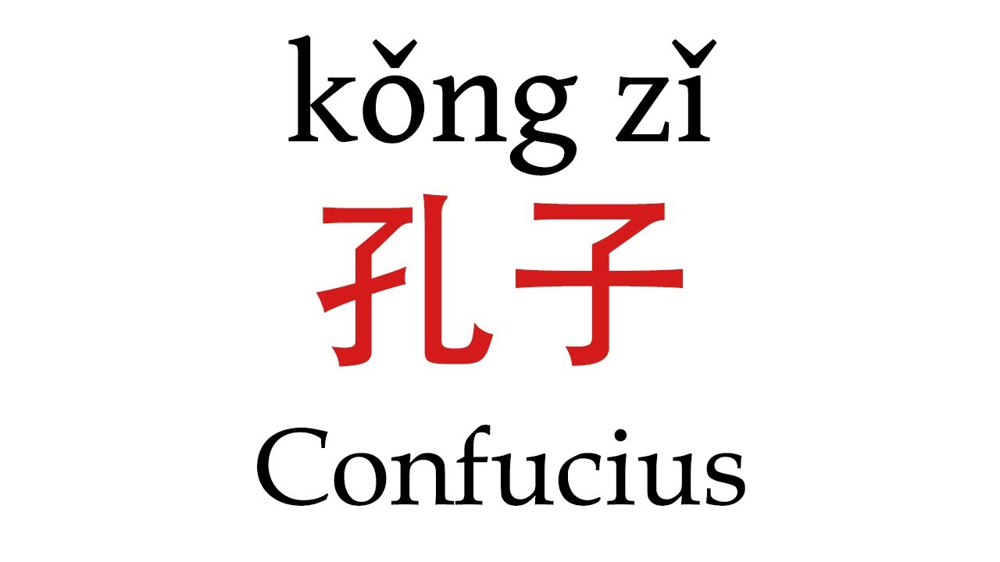 kǒng zǐ
孔子
Confucius